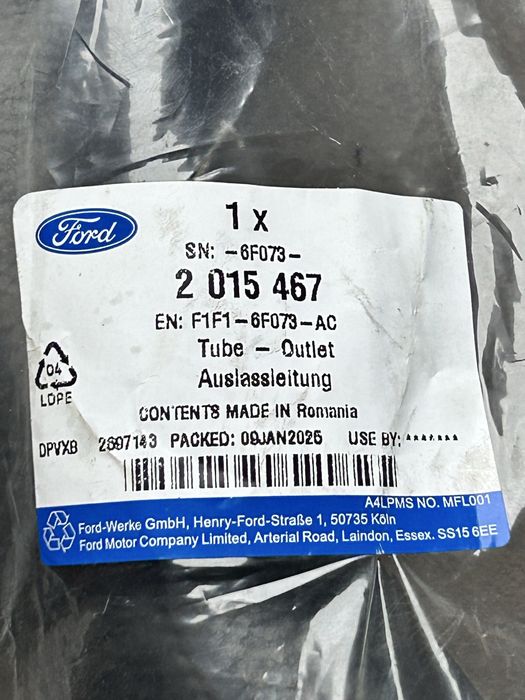 Ford
1 x
SN: -6F073-
2 015 467
EN: F1F1-6F073-AC
Tube - Outlet
Auslassleitung
04
LDPE
CONTENTS MADE IN Romania
DPVXB 2697143 PACKED: 09JAN2025 USE BY: *******
A4LPMS NO. MFL001
Ford-Werke GmbH, Henry-Ford-Straße 1, 50735 Köln
Ford Motor Company Limited, Arterial Road, Laindon, Essex. SS15 6EE